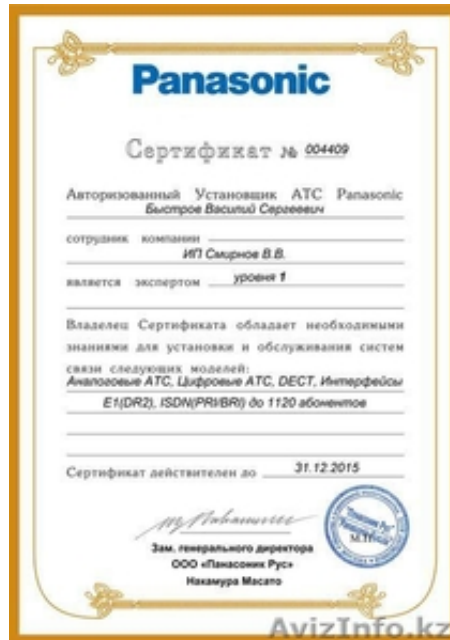 Panasonic
Сертификат № 004409
Авторизованный Установщик АТС Panasonic
Быстров Василий Сергеевич
сотрудник компании
ИП Смирнов В.В.
является экспертом уровня 1
Владелец Сертификата обладает необходимыми
знаниями для установки и обслуживания систем
связи следующих моделей:
Аналоговые АТС, Цифровые АТС, DECT, Интерфейсы
E1(DR2), ISDN(PRI/BRI) до 1120 абонентов
Сертификат действителен до 31.12.2015
М.П.
Зам. генерального директора
ООО «Панасоник Рус»
Накамура Масато
AvizInfo.kz